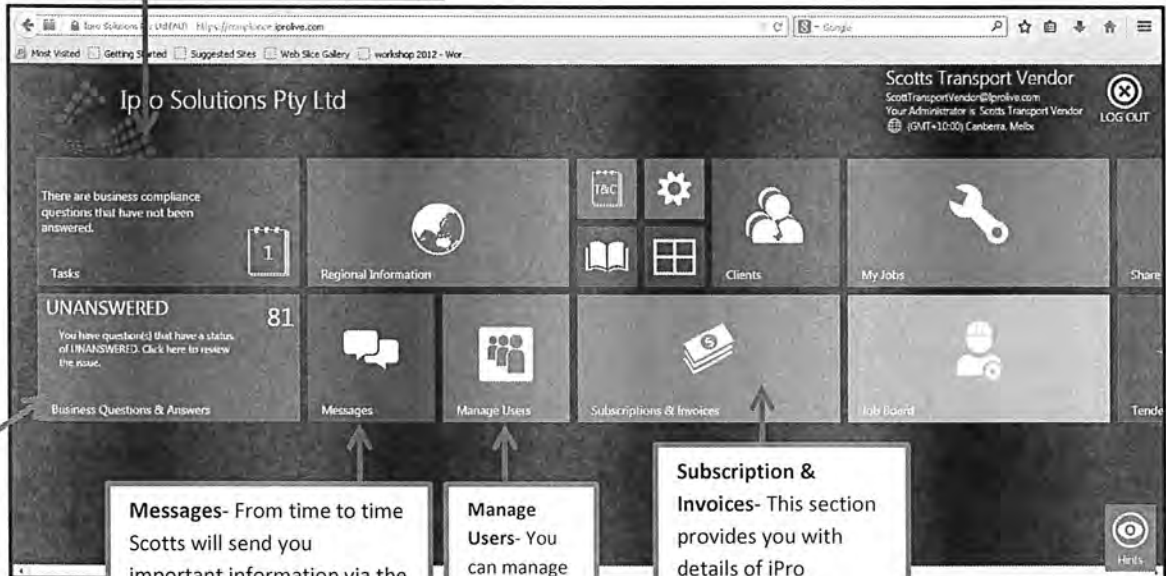 iprolive.com
Google
Most Visited Getting Started Suggested Sites Web Slice Gallery workshop 2012 - Wor...
Ipro Solutions Pty Ltd
Scotts Transport Vendor
ScottTransportVendor@iprolive.com
Your Administrator is Scotts Transport Vendor
(GMT+10:00) Canberra, Melbo
LOG OUT
There are business compliance
questions that have not been
answered.
1
Tasks
Regional Information
T&C
Clients
My Jobs
Share
UNANSWERED
81
You have question(s) that have a status
of UNANSWERED. Click here to review
the issue.
Business Questions & Answers
Messages
Manage Users
Subscriptions & Invoices
Job Board
Tende
Messages- From time to time
Scotts will send you
important information via the
Manage
Users- You
can manage
Subscription &
Invoices- This section
provides you with
details of iPro
Hints